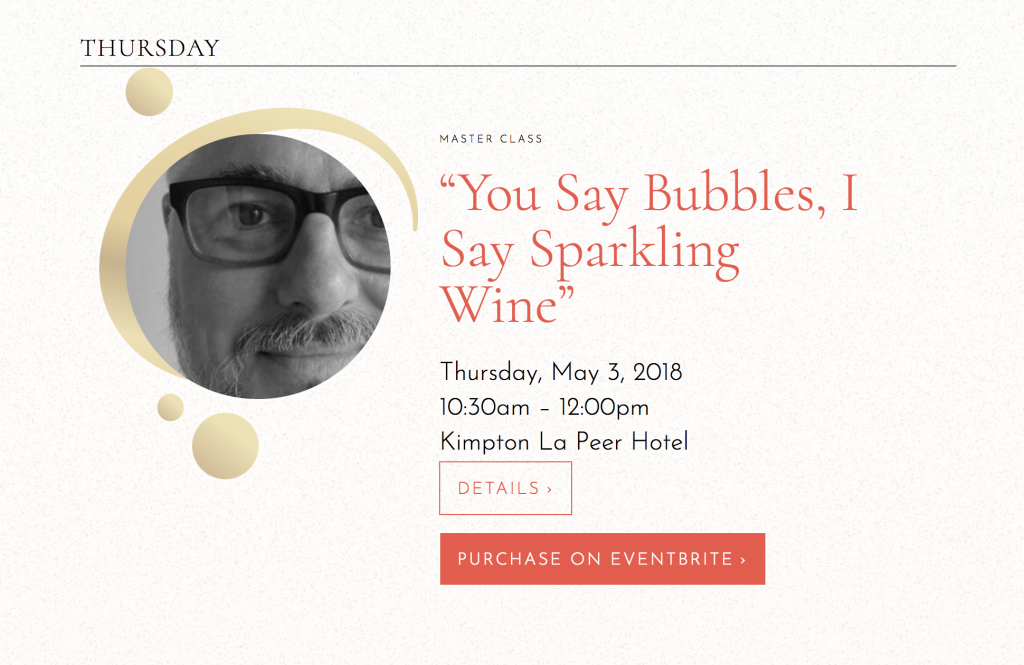 THURSDAY
MASTER CLASS
“You Say Bubbles, I
Say Sparkling
Wine”
Thursday, May 3, 2018
10:30am – 12:00pm
Kimpton La Peer Hotel
DETAILS ›
PURCHASE ON EVENTBRITE ›